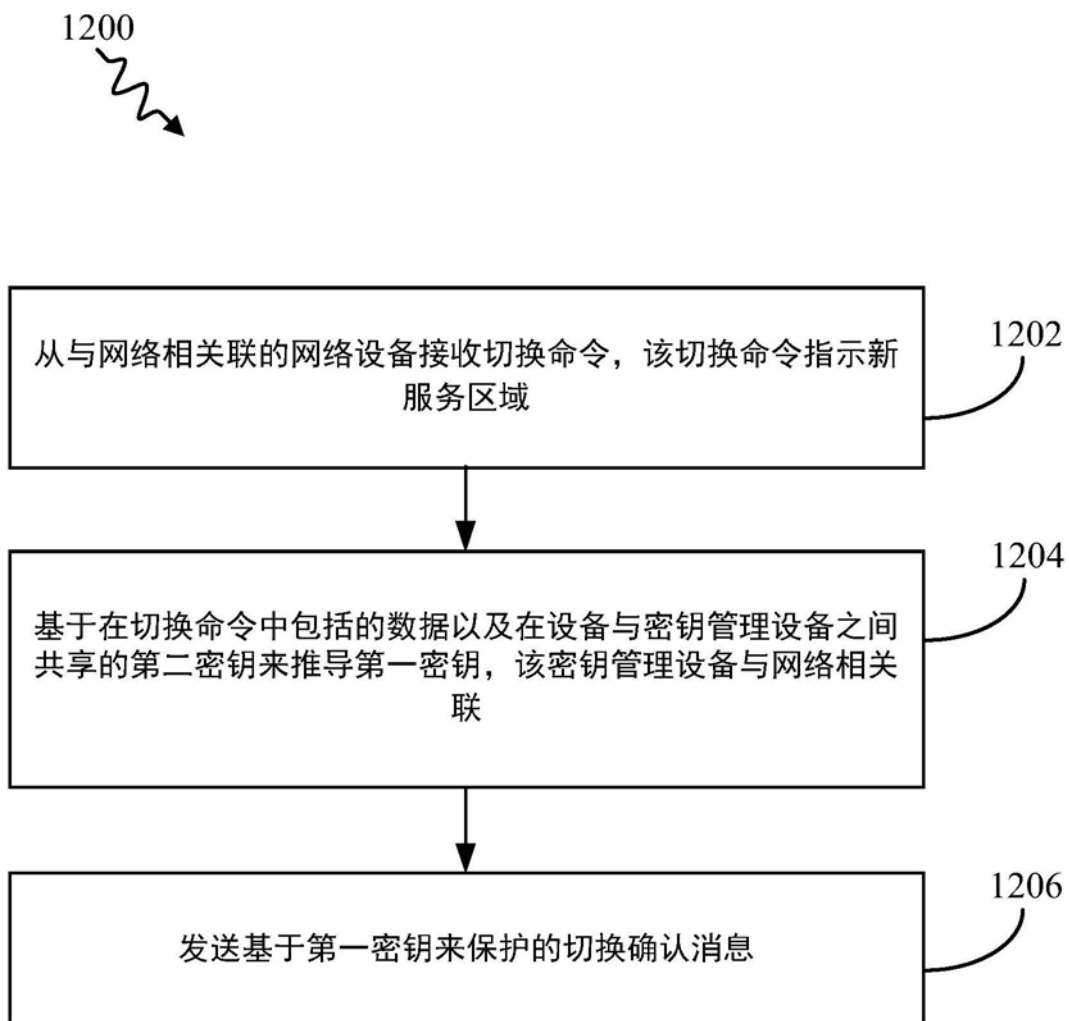 1200
从与网络相关联的网络设备接收切换命令，该切换命令指示新
服务区域
1202
基于在切换命令中包括的数据以及在设备与密钥管理设备之间
共享的第二密钥来推导第一密钥，该密钥管理设备与网络相关
联
1204
发送基于第一密钥来保护的切换确认消息
1206